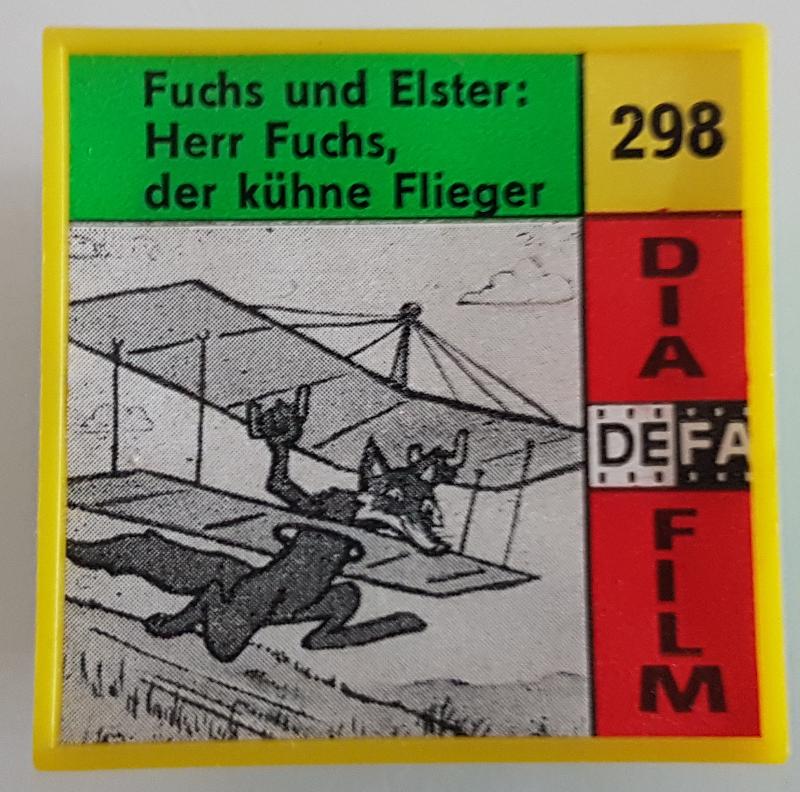 Fuchs und Elster:
Herr Fuchs,
der kühne Flieger
298
DIA
DEFA
FILM